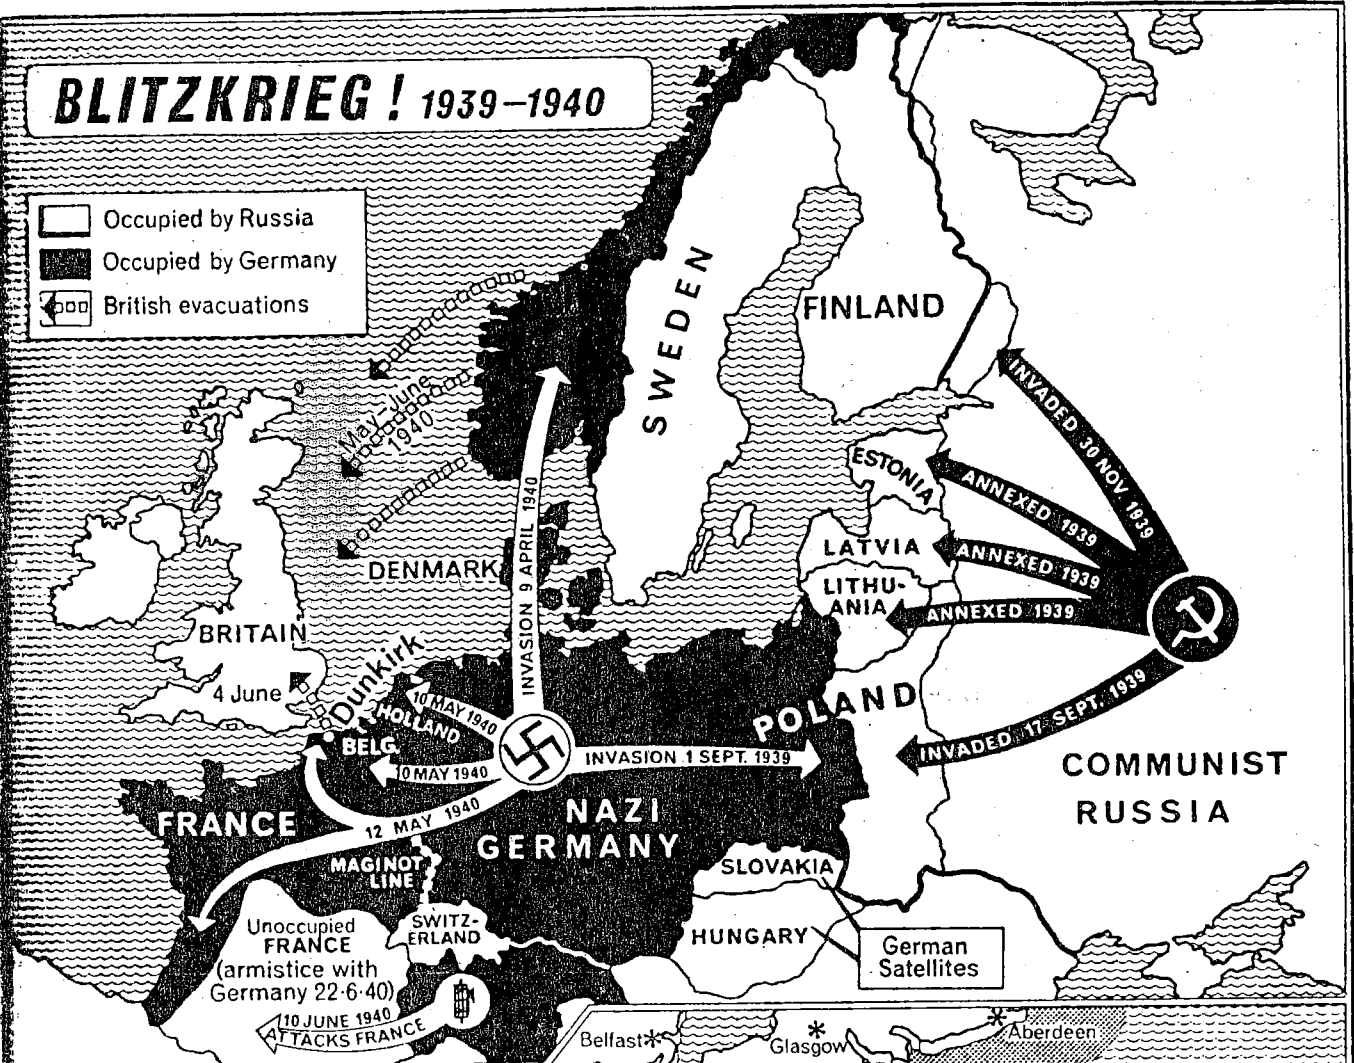 BLITZKRIEG! 1939–1940
Occupied by Russia
Occupied by Germany
British evacuations
May–June
1940
SWEDEN
FINLAND
INVADED 30 NOV. 1939
ESTONIA
ANNEXED 1939
LATVIA
ANNEXED 1939
LITHU-
ANIA
ANNEXED 1939
DENMARK
INVASION 9 APRIL 1940
BRITAIN
4 June
Dunkirk
10 MAY 1940
HOLLAND
BELG.
10 MAY 1940
POLAND
INVASION 1 SEPT. 1939
INVADED 17 SEPT. 1939
COMMUNIST
RUSSIA
FRANCE
12 MAY 1940
NAZI
GERMANY
MAGINOT
LINE
SLOVAKIA
SWITZ-
ERLAND
HUNGARY
German
Satellites
Unoccupied
FRANCE
(armistice with
Germany 22·6·40)
10 JUNE 1940
ATTACKS FRANCE
Belfast
Glasgow
Aberdeen